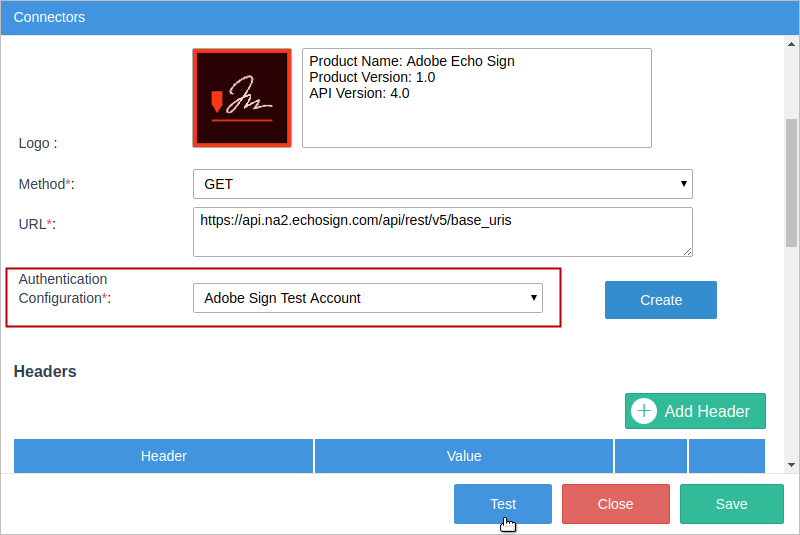 Connectors
Product Name: Adobe Echo Sign
Product Version: 1.0
API Version: 4.0
Logo :
Method*: GET
URL*: https://api.na2.echosign.com/api/rest/v5/base_uris
Authentication
Configuration*: Adobe Sign Test Account Create
Headers
Add Header
Header Value
Test Close Save